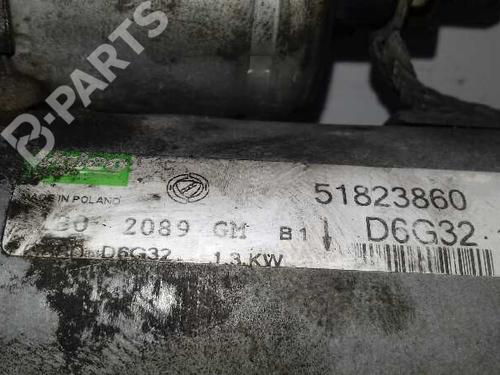 B-PARTS
MADE IN POLAND
51823860
2089 GM B1
D6G32
D6G32 1.3 KW